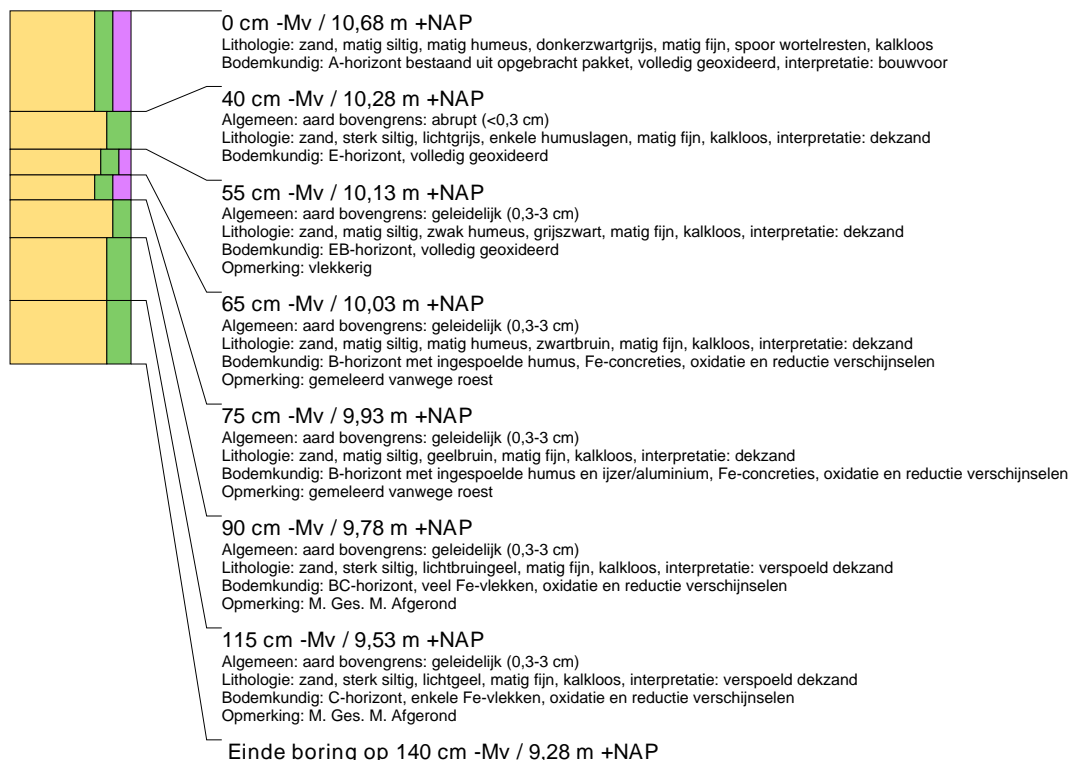 0 cm -Mv / 10,68 m +NAP
Lithologie: zand, matig siltig, matig humeus, donkerzwartgrijs, matig fijn, spoor wortelresten, kalkloos
Bodemkundig: A-horizont bestaand uit opgebracht pakket, volledig geoxideerd, interpretatie: bouwvoor
40 cm -Mv / 10,28 m +NAP
Algemeen: aard bovengrens: abrupt (<0,3 cm)
Lithologie: zand, sterk siltig, lichtgrijs, enkele humuslagen, matig fijn, kalkloos, interpretatie: dekzand
Bodemkundig: E-horizont, volledig geoxideerd
55 cm -Mv / 10,13 m +NAP
Algemeen: aard bovengrens: geleidelijk (0,3-3 cm)
Lithologie: zand, matig siltig, zwak humeus, grijszwart, matig fijn, kalkloos, interpretatie: dekzand
Bodemkundig: EB-horizont, volledig geoxideerd
Opmerking: vlekkerig
65 cm -Mv / 10,03 m +NAP
Algemeen: aard bovengrens: geleidelijk (0,3-3 cm)
Lithologie: zand, matig siltig, matig humeus, zwartbruin, matig fijn, kalkloos, interpretatie: dekzand
Bodemkundig: B-horizont met ingespoelde humus, Fe-concreties, oxidatie en reductie verschijnselen
Opmerking: gemeleerd vanwege roest
75 cm -Mv / 9,93 m +NAP
Algemeen: aard bovengrens: geleidelijk (0,3-3 cm)
Lithologie: zand, matig siltig, geelbruin, matig fijn, kalkloos, interpretatie: dekzand
Bodemkundig: B-horizont met ingespoelde humus en ijzer/aluminium, Fe-concreties, oxidatie en reductie verschijnselen
Opmerking: gemeleerd vanwege roest
90 cm -Mv / 9,78 m +NAP
Algemeen: aard bovengrens: geleidelijk (0,3-3 cm)
Lithologie: zand, sterk siltig, lichtbruingeel, matig fijn, kalkloos, interpretatie: verspoeld dekzand
Bodemkundig: BC-horizont, veel Fe-vlekken, oxidatie en reductie verschijnselen
Opmerking: M. Ges. M. Afgerond
115 cm -Mv / 9,53 m +NAP
Algemeen: aard bovengrens: geleidelijk (0,3-3 cm)
Lithologie: zand, sterk siltig, lichtgeel, matig fijn, kalkloos, interpretatie: verspoeld dekzand
Bodemkundig: C-horizont, enkele Fe-vlekken, oxidatie en reductie verschijnselen
Opmerking: M. Ges. M. Afgerond
Einde boring op 140 cm -Mv / 9,28 m +NAP